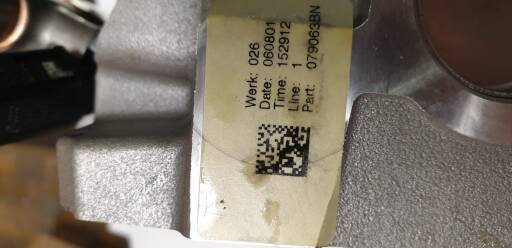 Werk: 026
Date: 060801
Time: 152912
Line: 1
Part: 079063BN